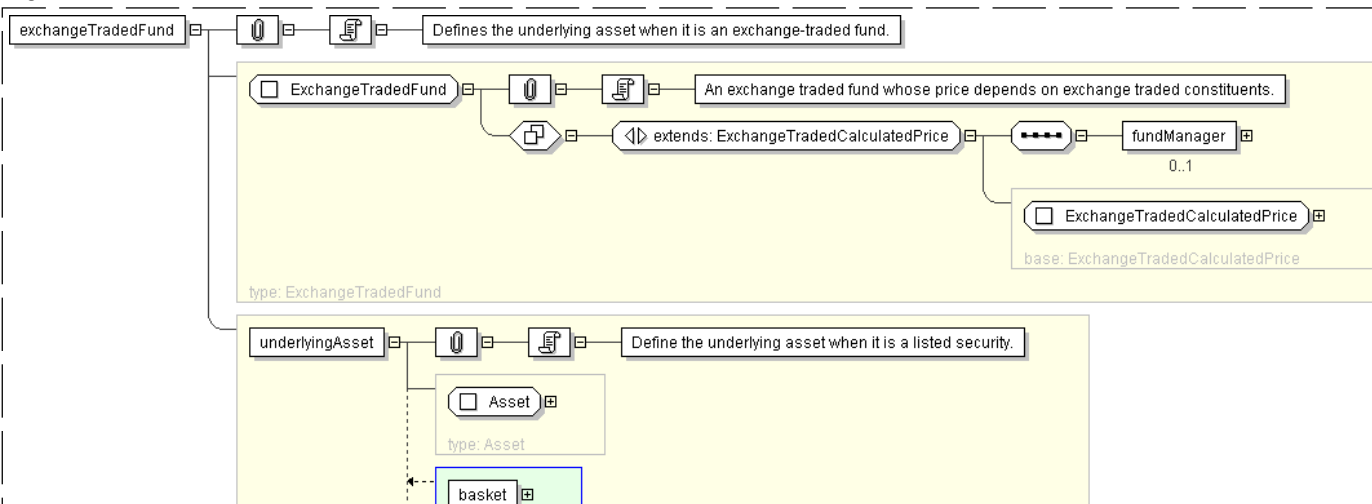 exchangeTradedFund
Defines the underlying asset when it is an exchange-traded fund.
ExchangeTradedFund
An exchange traded fund whose price depends on exchange traded constituents.
extends: ExchangeTradedCalculatedPrice
fundManager
0..1
ExchangeTradedCalculatedPrice
base: ExchangeTradedCalculatedPrice
type: ExchangeTradedFund
underlyingAsset
Define the underlying asset when it is a listed security.
Asset
type: Asset
basket